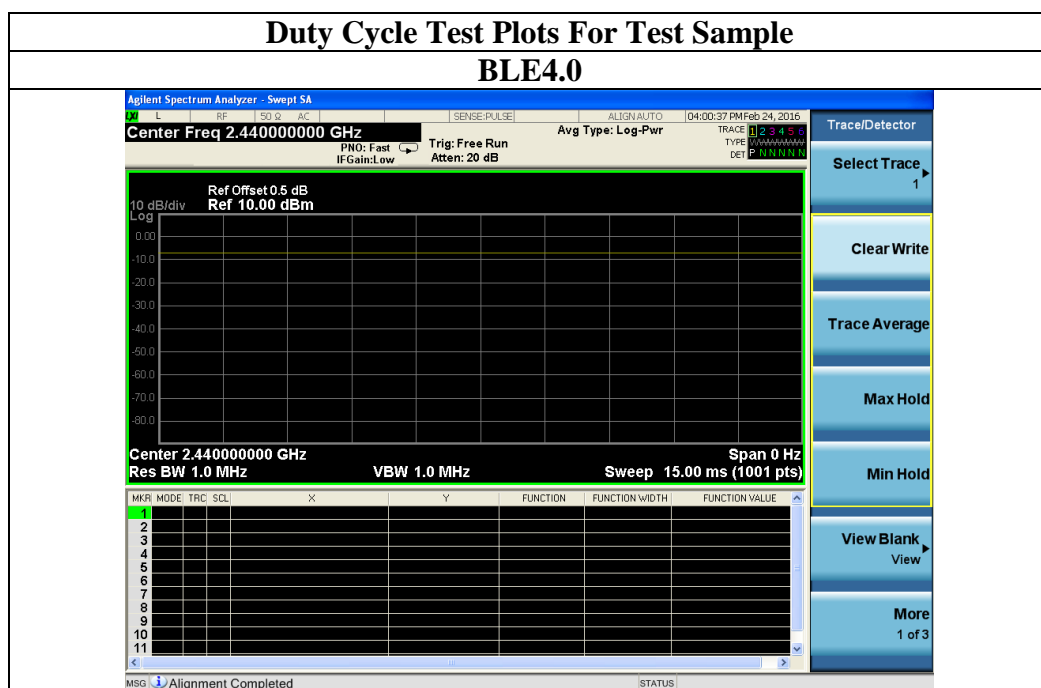 Duty Cycle Test Plots For Test Sample
BLE4.0
Agilent Spectrum Analyzer - Swept SA
LXI L RF 50 Ω AC SENSE:PULSE ALIGN AUTO 04:00:37 PM Feb 24, 2016
Center Freq 2.440000000 GHz
PNO: Fast
IFGain:Low
Trig: Free Run
Atten: 20 dB
Avg Type: Log-Pwr
TRACE 1 2 3 4 5 6
TYPE
DET P N N N N N
Ref Offset 0.5 dB
10 dB/div Ref 10.00 dBm
Log
0.00
-10.0
-20.0
-30.0
-40.0
-50.0
-60.0
-70.0
-80.0
Center 2.440000000 GHz Span 0 Hz
Res BW 1.0 MHz VBW 1.0 MHz Sweep 15.00 ms (1001 pts)
MKR MODE TRC SCL X Y FUNCTION FUNCTION WIDTH FUNCTION VALUE
1
2
3
4
5
6
7
8
9
10
11
MSG Alignment Completed STATUS
Trace/Detector
Select Trace
1
Clear Write
Trace Average
Max Hold
Min Hold
View Blank
View
More
1 of 3